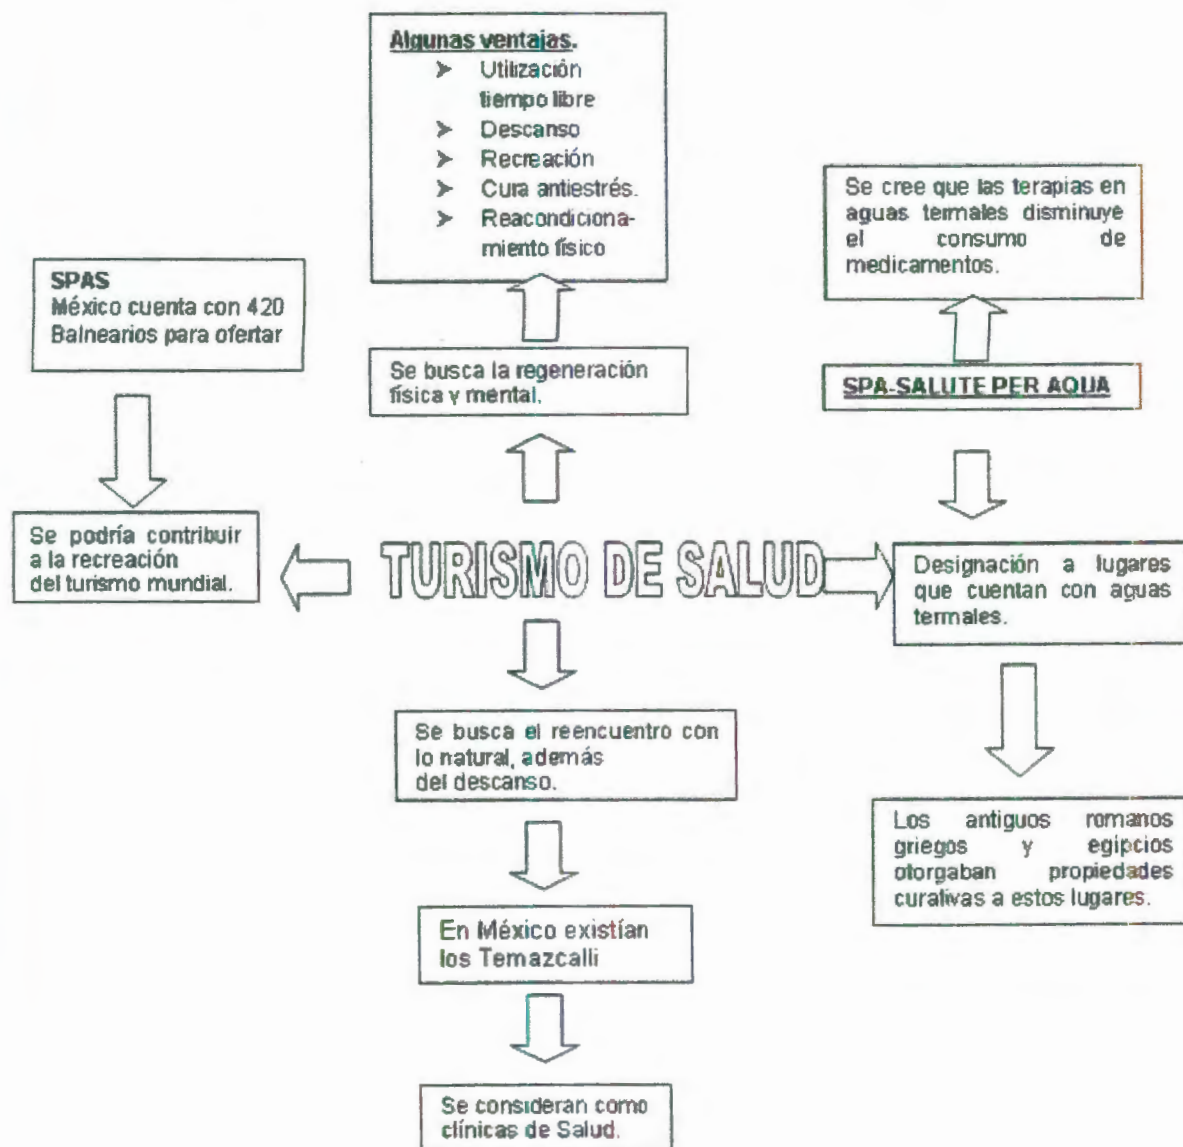 Algunas ventajas.
➤ Utilización
tiempo libre
➤ Descanso
➤ Recreación
➤ Cura antiestrés.
➤ Reacondiciona-
miento físico
Se cree que las terapias en
aguas termales disminuye
el consumo de
medicamentos.
SPAS
México cuenta con 420
Balnearios para ofertar
Se busca la regeneración
física y mental.
SPA-SALUTE PER AQUA
Se podría contribuir
a la recreación
del turismo mundial.
TURISMO DE SALUD
Designación a lugares
que cuentan con aguas
termales.
Se busca el reencuentro con
lo natural, además
del descanso.
Los antiguos romanos
griegos y egipcios
otorgaban propiedades
curativas a estos lugares.
En México existían
los Temazcalli
Se consideran como
clínicas de Salud.